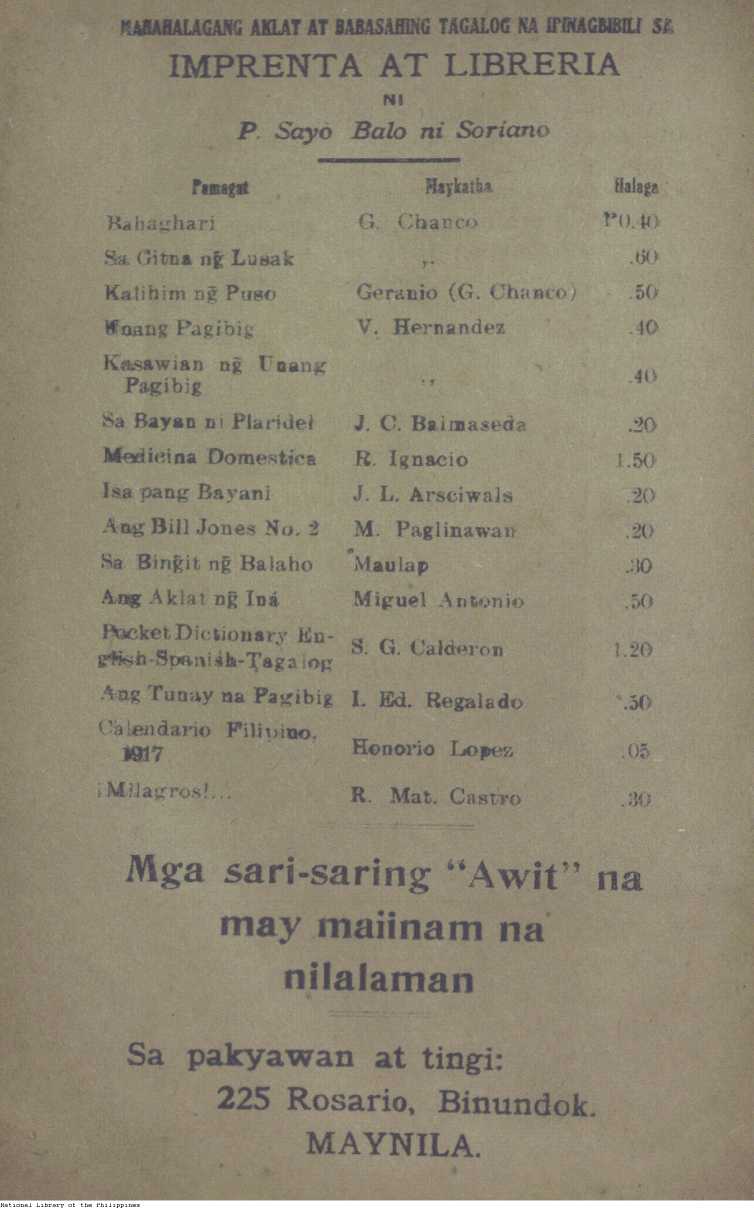 MAHAHALAGANG AKLAT AT BABASAHING TAGALOG NA IPINAGBIBILI SA
IMPRENTA AT LIBRERIA
NI
P. Sayo Balo ni Soriano
Pamagat Maykatha Halaga
Bahaghari G. Chanco ₱0.40
Sa Gitna ng̃ Lusak ,, .60
Kalihim ng̃ Puso Geranio (G. Chanco) .50
Unang Pagibig V. Hernandez .40
Kasawian ng̃ Unang
Pagibig ,, .40
Sa Bayan ni Plaridel J. C. Balmaseda .20
Medicina Domestica R. Ignacio 1.50
Isa pang Bayani J. L. Arsciwals .20
Ang Bill Jones No. 2 M. Paglinawan .20
Sa Bing̃it ng̃ Balaho Maulap .30
Ang Aklat ng̃ Iná Miguel Antonio .50
Pocket Dictionary En-
glish-Spanish-Tagalog S. G. Calderon 1.20
Ang Tunay na Pagibig I. Ed. Regalado .50
Calendario Filipino,
1917 Honorio Lopez .05
¡Milagros!... R. Mat. Castro .30
Mga sari-saring "Awit" na
may maiinam na
nilalaman
Sa pakyawan at tingi:
225 Rosario, Binundok.
MAYNILA.
National Library of the Philippines